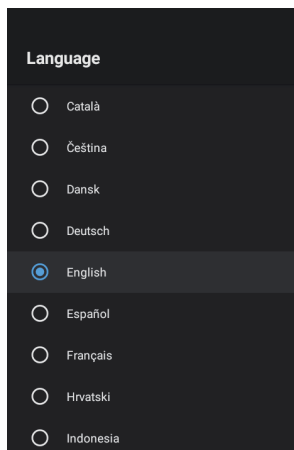 Language
Català
Čeština
Dansk
Deutsch
English
Español
Français
Hrvatski
Indonesia